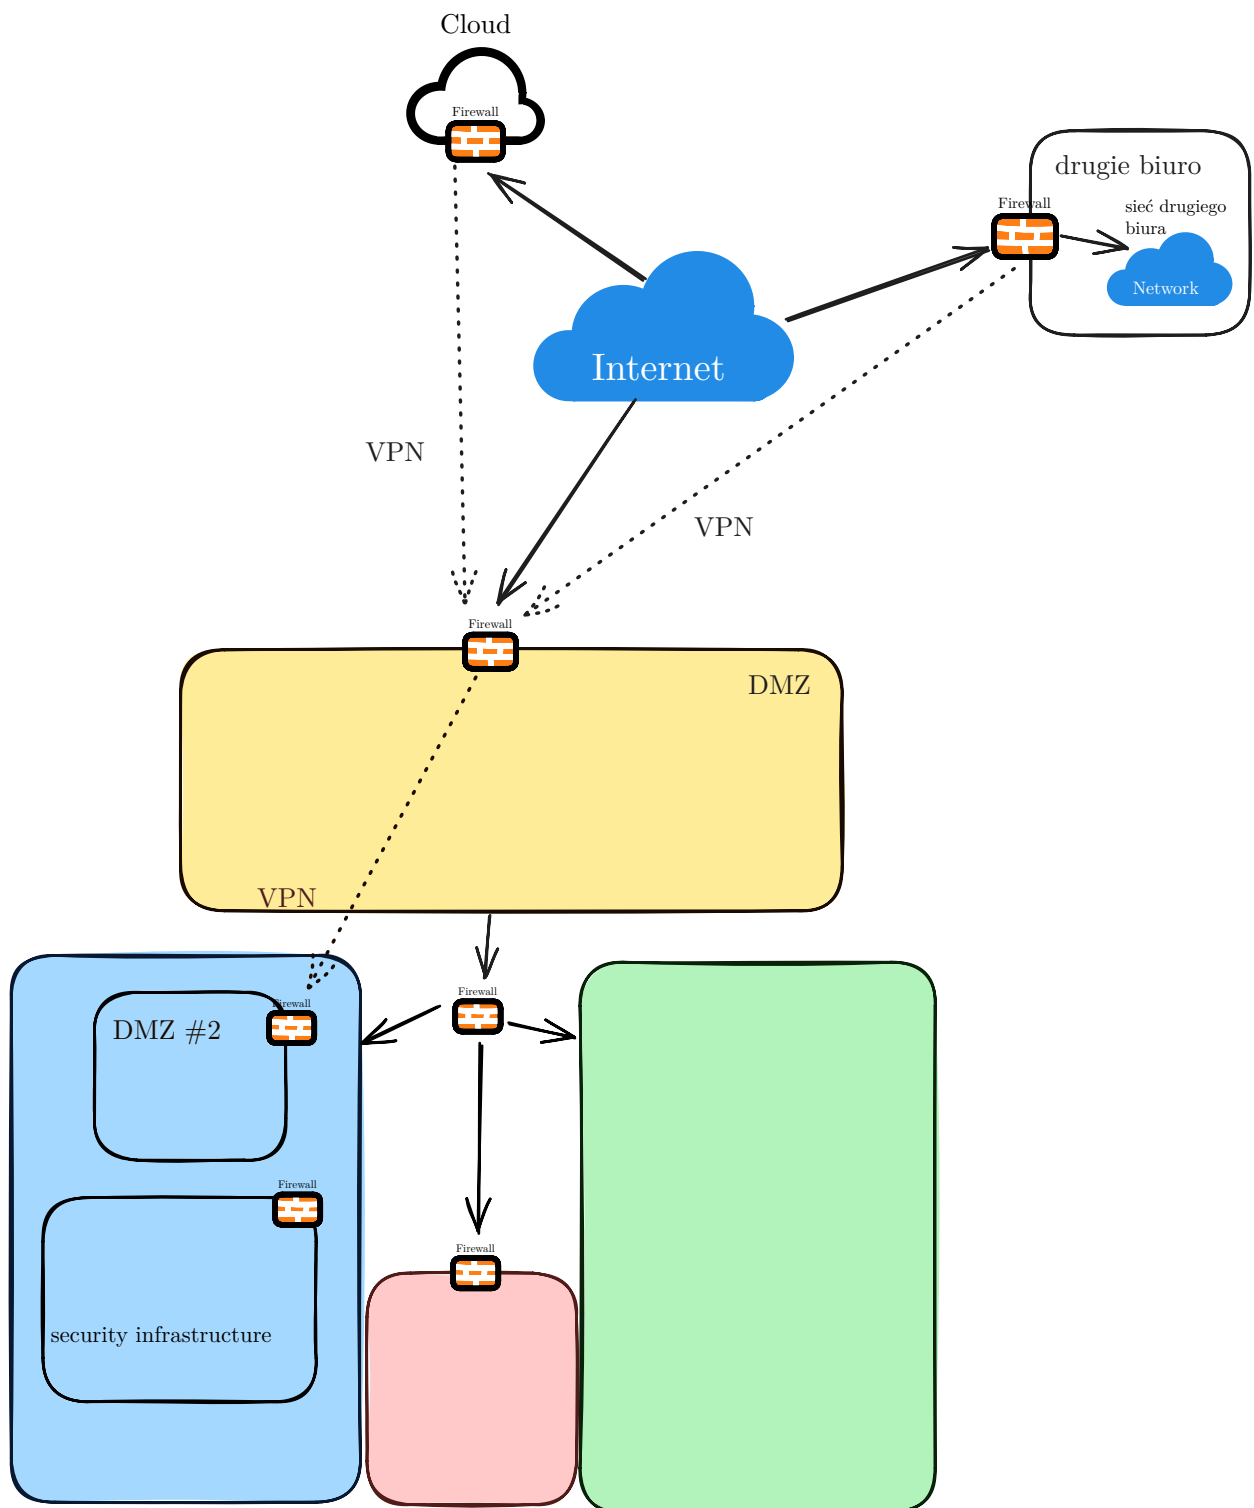 Cloud
Firewall
drugie biuro
Firewall
sieć drugiego
biura
Network
Internet
VPN
VPN
Firewall
DMZ
VPN
Firewall
Firewall
DMZ #2
Firewall
Firewall
security infrastructure